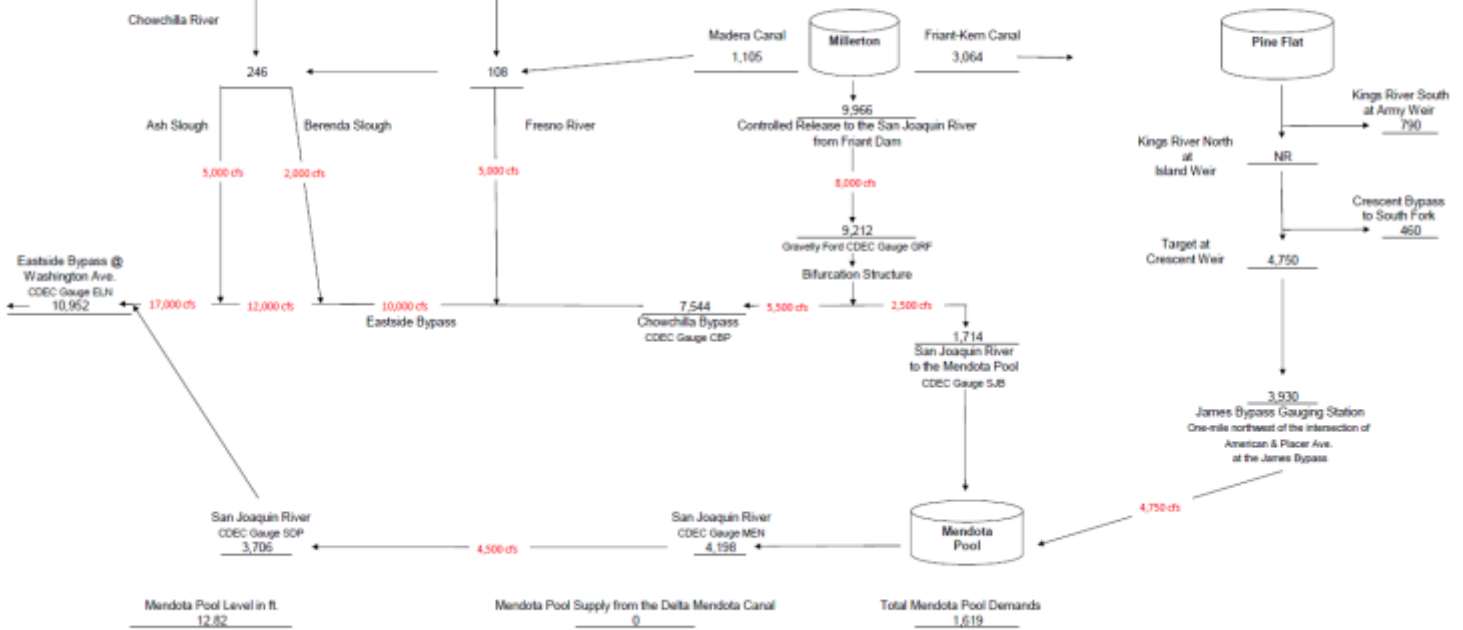 Chowchilla River
Madera Canal
1,105
Millerton
Friant-Kern Canal
3,064
Pine Flat
246
108
9,966
Controlled Release to the San Joaquin River
from Friant Dam
Kings River South
at Army Weir
790
Ash Slough
Berenda Slough
Fresno River
Kings River North
at
Island Weir
NR
5,000 cfs
2,000 cfs
5,000 cfs
8,000 cfs
Crescent Bypass
to South Fork
460
9,212
Gravelly Ford CDEC Gauge GRF
Bifurcation Structure
Target at
Crescent Weir
4,750
Eastside Bypass @
Washington Ave.
CDEC Gauge ELN
10,952
17,000 cfs
12,000 cfs
10,000 cfs
Eastside Bypass
7,544
Chowchilla Bypass
CDEC Gauge CBP
5,500 cfs
2,500 cfs
1,714
San Joaquin River
to the Mendota Pool
CDEC Gauge SJB
3,930
James Bypass Gauging Station
One-mile northwest of the intersection of
American & Placer Ave.
at the James Bypass
4,750 cfs
San Joaquin River
CDEC Gauge SDP
3,706
4,500 cfs
San Joaquin River
CDEC Gauge MEN
4,198
Mendota
Pool
Mendota Pool Level in ft.
12.82
Mendota Pool Supply from the Delta Mendota Canal
0
Total Mendota Pool Demands
1,619